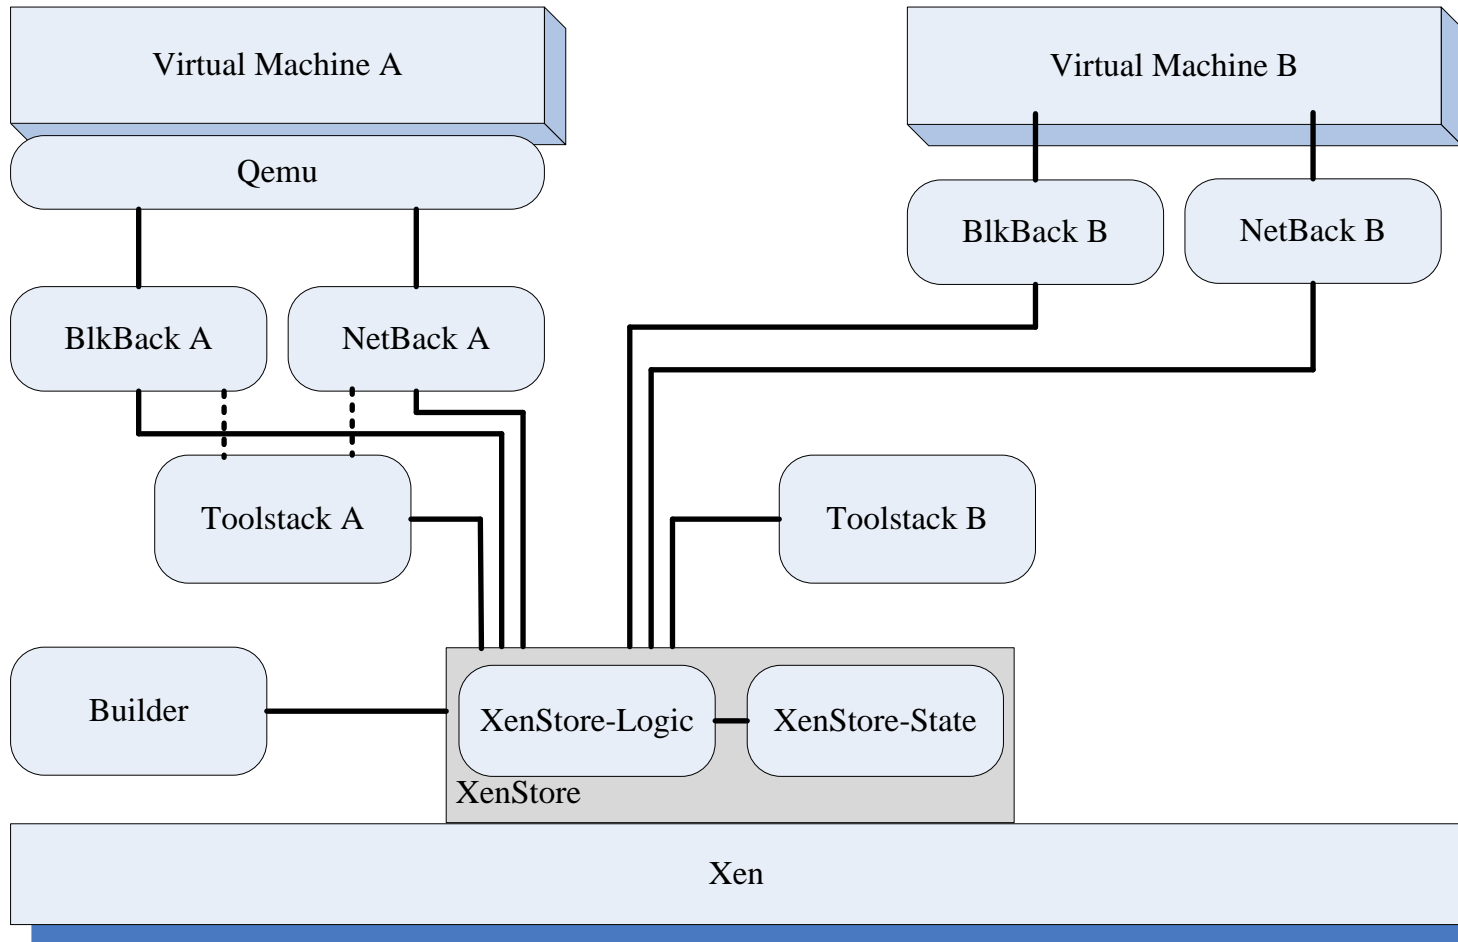 Virtual Machine A
Virtual Machine B
Qemu
BlkBack B
NetBack B
BlkBack A
NetBack A
Toolstack A
Toolstack B
Builder
XenStore-Logic
XenStore-State
XenStore
Xen